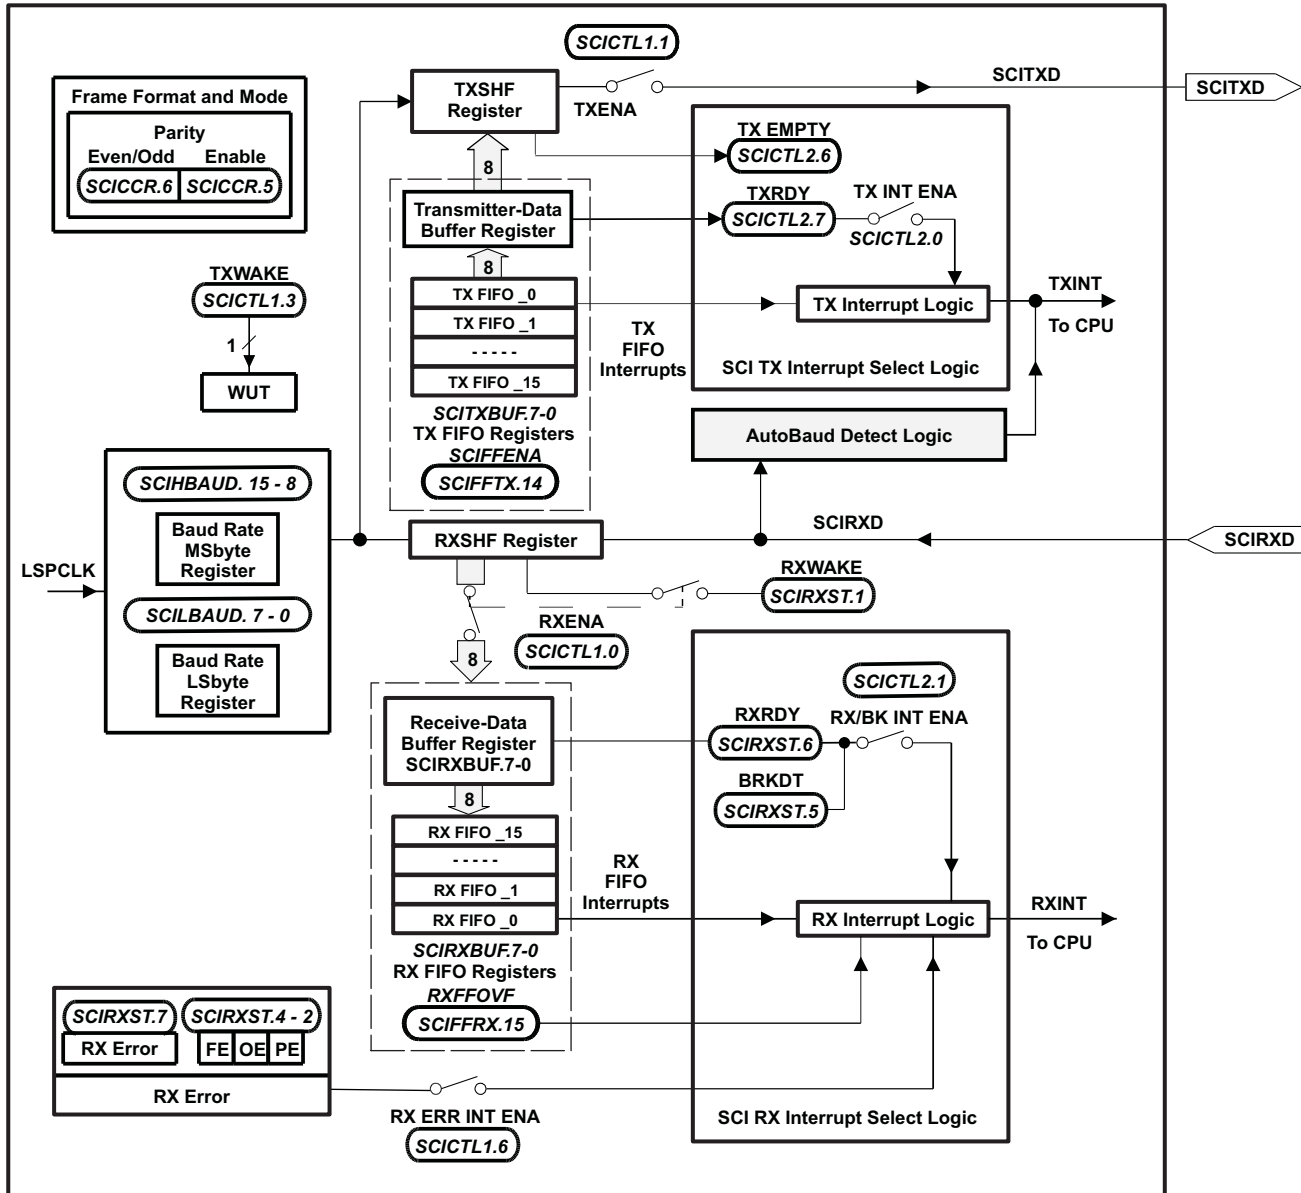 SCICTL1.1
TXSHF
Register
TXENA
SCITXD
SCITXD
Frame Format and Mode
Parity
Even/Odd Enable
SCICCR.6 SCICCR.5
8
TX EMPTY
SCICTL2.6
Transmitter-Data
Buffer Register
TXRDY
SCICTL2.7
TX INT ENA
SCICTL2.0
8
TXWAKE
SCICTL1.3
1
WUT
TX FIFO _0
TX FIFO _1
- - - - -
TX FIFO _15
TX
FIFO
Interrupts
TX Interrupt Logic
TXINT
To CPU
SCI TX Interrupt Select Logic
SCITXBUF.7-0
TX FIFO Registers
SCIFFENA
SCIFFTX.14
AutoBaud Detect Logic
LSPCLK
SCIHBAUD. 15 - 8
Baud Rate
MSbyte
Register
SCILBAUD. 7 - 0
Baud Rate
LSbyte
Register
RXSHF Register
SCIRXD
SCIRXD
RXWAKE
SCIRXST.1
RXENA
SCICTL1.0
8
Receive-Data
Buffer Register
SCIRXBUF.7-0
8
SCICTL2.1
RXRDY
SCIRXST.6
RX/BK INT ENA
BRKDT
SCIRXST.5
RX FIFO _15
- - - - -
RX FIFO _1
RX FIFO _0
RX
FIFO
Interrupts
RX Interrupt Logic
RXINT
To CPU
SCIRXBUF.7-0
RX FIFO Registers
RXFFOVF
SCIFFRX.15
SCIRXST.7 SCIRXST.4 - 2
RX Error FE OE PE
RX Error
RX ERR INT ENA
SCICTL1.6
SCI RX Interrupt Select Logic